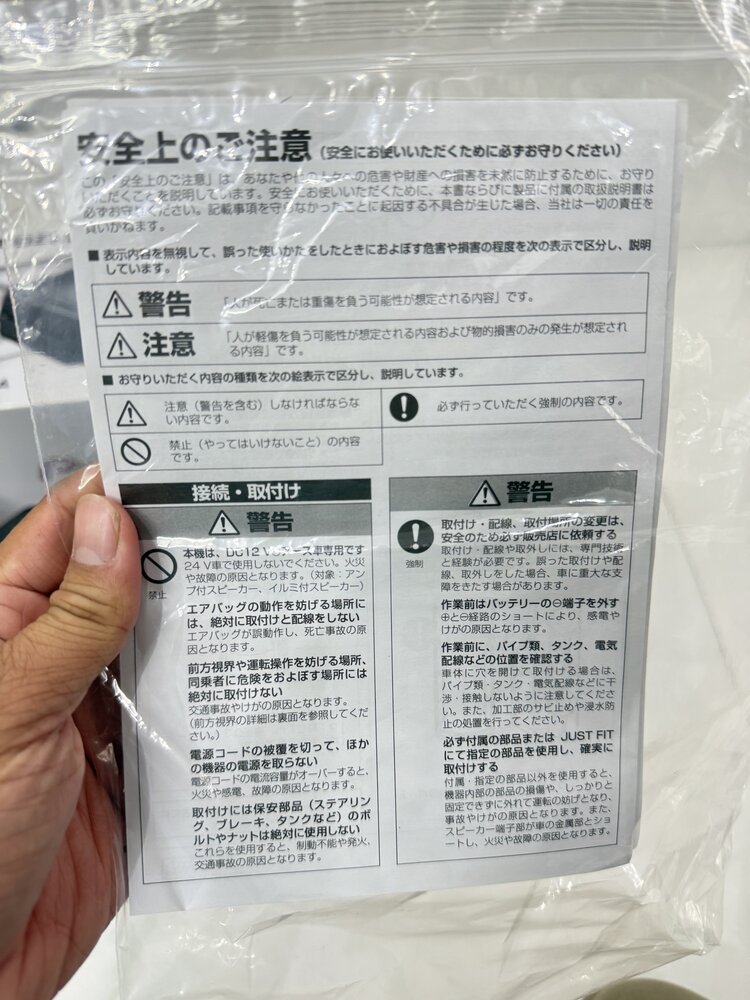 安全上のご注意（安全にお使いいただくために必ずお守りください）
この「安全上のご注意」は、あなたや他の人々への危害や財産への損害を未然に防止するために、お守り
いただくことを説明しています。安全にお使いいただくために、本書ならびに製品に付属の取扱説明書は
必ずお守りください。記載事項を守らなかったことに起因する不具合が生じた場合、当社は一切の責任を
負いかねます。
■ 表示内容を無視して、誤った使いかたをしたときにおよぼす危害や損害の程度を次の表示で区分し、説明
しています。
警告
「人が死亡または重傷を負う可能性が想定される内容」です。
注意
「人が軽傷を負う可能性が想定される内容および物的損害のみの発生が想定され
る内容」です。
■ お守りいただく内容の種類を次の絵表示で区分し、説明しています。
注意（警告を含む）しなければならな
い内容です。
必ず行っていただく強制の内容です。
禁止（やってはいけないこと）の内容
です。
接続・取付け
警告
禁止
本機は、DC12 V⊖アース車専用です
24 V車で使用しないでください。火災
や故障の原因となります。（対象：アン
プ付スピーカー、イルミ付スピーカー）
エアバッグの動作を妨げる場所に
は、絶対に取付けと配線をしない
エアバッグが誤動作し、死亡事故の原
因となります。
前方視界や運転操作を妨げる場所、
同乗者に危険をおよぼす場所には
絶対に取付けない
交通事故やけがの原因となります。
（前方視界の詳細は裏面を参照してくだ
さい。）
電源コードの被覆を切って、ほか
の機器の電源を取らない
電源コードの電流容量がオーバーすると、
火災や感電、故障の原因となります。
取付けには保安部品（ステアリン
グ、ブレーキ、タンクなど）のボ
ルトやナットは絶対に使用しない
これらを使用すると、制動不能や発火、
交通事故の原因となります。
警告
強制
取付け・配線、取付場所の変更は、
安全のため必ず販売店に依頼する
取付け・配線や取外しには、専門技術
と経験が必要です。誤った取付けや配
線、取外しをした場合、車に重大な支
障をきたす場合があります。
作業前はバッテリーの⊖端子を外す
⊕と⊖経路のショートにより、感電や
けがの原因となります。
作業前に、パイプ類、タンク、電気
配線などの位置を確認する
車体に穴を開けて取付ける場合は、
パイプ類・タンク・電気配線などに干
渉・接触しないように注意してくださ
い。また、加工部のサビ止めや浸水防
止の処置を行ってください。
必ず付属の部品または JUST FIT
にて指定の部品を使用し、確実に
取付けする
付属・指定の部品以外を使用すると、
機器内部の部品の損傷や、しっかりと
固定できずに外れて運転の妨げとなり、
事故やけがの原因となります。また、
スピーカー端子部が車の金属部とショ
ートし、火災や故障の原因となります。